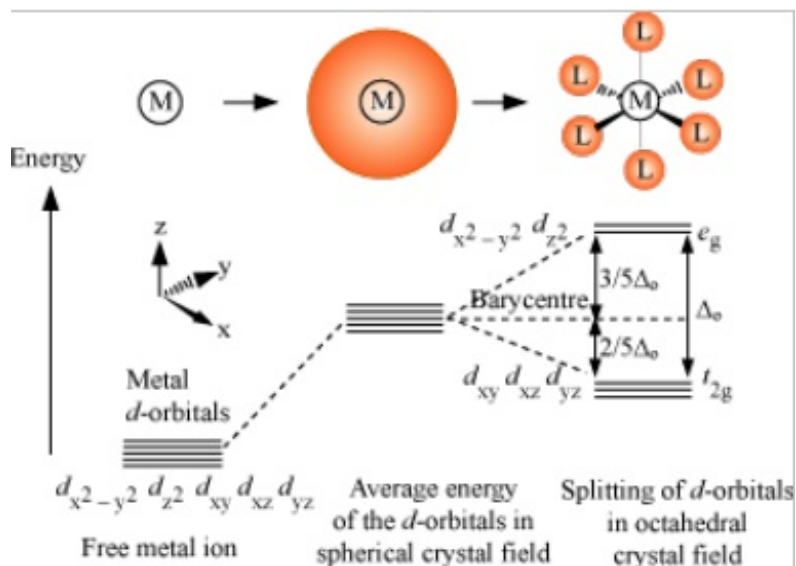 M
M
L
L
L
M
L
L
L
Energy
z
y
x
Metal
d-orbitals
d x² – y² d z² d xy d xz d yz
Free metal ion
Average energy
of the d-orbitals in
spherical crystal field
d x² – y² d z²
e g
3/5Δₒ
Barycentre
Δₒ
2/5Δₒ
d xy d xz d yz
t 2g
Splitting of d-orbitals
in octahedral
crystal field